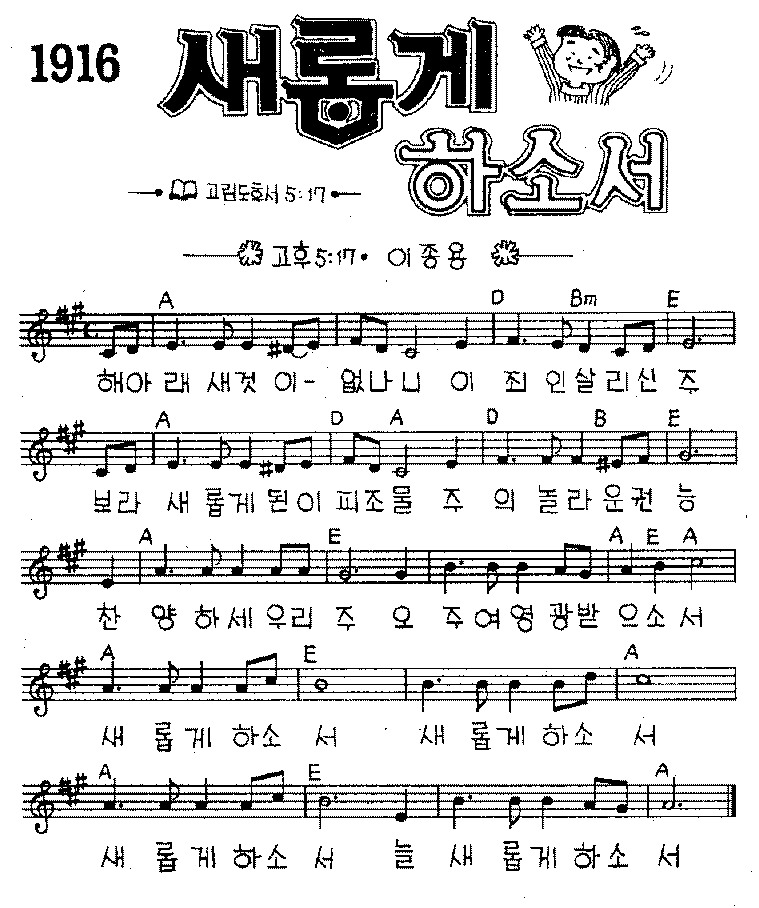 1916
새롭게
하소서
고린도후서 5:17
고후 5:17 · 이종용
A D Bm E
해아래 새것 이- 없나니 이 죄 인살리신 주
A D A D B E
보라 새 롭게 된이 피조물 주 의 놀라운권 능
A E A E A
찬 양 하세 우리 주 오 주여영광받 으소서
A E A
새 롭게 하소 서 새 롭게하소 서
A E A
새 롭게하소 서 늘 새 롭게하소 서